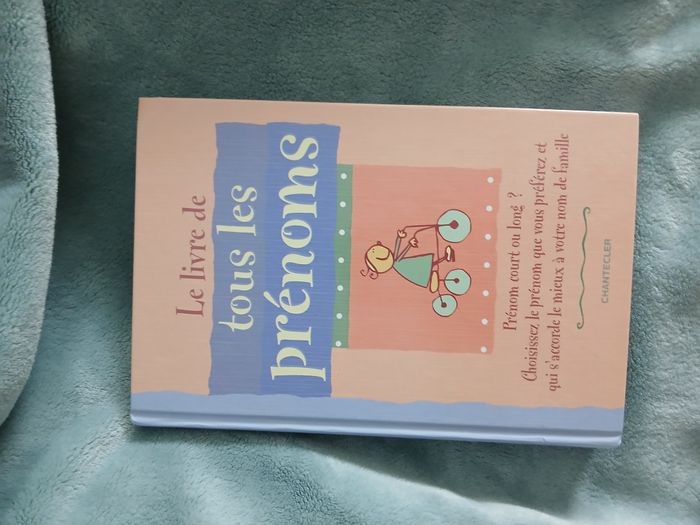 Le livre de
tous les
prénoms
Prénom court ou long ?
Choisissez le prénom que vous préférez et
qui s'accorde le mieux à votre nom de famille
CHANTECLER